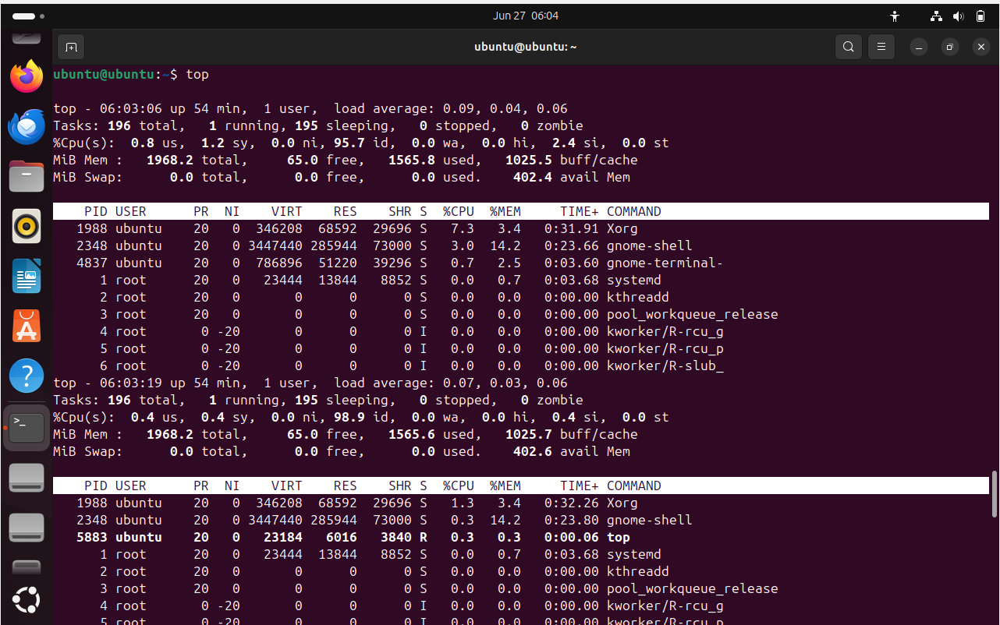 Jun 27 06:04
ubuntu@ubuntu: ~
ubuntu@ubuntu:~$ top
top - 06:03:06 up 54 min,  1 user,  load average: 0.09, 0.04, 0.06
Tasks: 196 total,   1 running, 195 sleeping,   0 stopped,   0 zombie
%Cpu(s):  0.8 us,  1.2 sy,  0.0 ni, 95.7 id,  0.0 wa,  0.0 hi,  2.4 si,  0.0 st
MiB Mem :   1968.2 total,     65.0 free,   1565.8 used,   1025.5 buff/cache
MiB Swap:      0.0 total,      0.0 free,      0.0 used.    402.4 avail Mem
    PID USER      PR  NI    VIRT    RES    SHR S  %CPU  %MEM     TIME+ COMMAND
   1988 ubuntu    20   0  346208  68592  29696 S   7.3   3.4   0:31.91 Xorg
   2348 ubuntu    20   0 3447440 285944  73000 S   3.0  14.2   0:23.66 gnome-shell
   4837 ubuntu    20   0  786896  51220  39296 S   0.7   2.5   0:03.60 gnome-terminal-
      1 root      20   0   23444  13844   8852 S   0.0   0.7   0:03.68 systemd
      2 root      20   0       0      0      0 S   0.0   0.0   0:00.00 kthreadd
      3 root      20   0       0      0      0 S   0.0   0.0   0:00.00 pool_workqueue_release
      4 root       0 -20       0      0      0 I   0.0   0.0   0:00.00 kworker/R-rcu_g
      5 root       0 -20       0      0      0 I   0.0   0.0   0:00.00 kworker/R-rcu_p
      6 root       0 -20       0      0      0 I   0.0   0.0   0:00.00 kworker/R-slub_
top - 06:03:19 up 54 min,  1 user,  load average: 0.07, 0.03, 0.06
Tasks: 196 total,   1 running, 195 sleeping,   0 stopped,   0 zombie
%Cpu(s):  0.4 us,  0.4 sy,  0.0 ni, 98.9 id,  0.0 wa,  0.0 hi,  0.4 si,  0.0 st
MiB Mem :   1968.2 total,     65.0 free,   1565.6 used,   1025.7 buff/cache
MiB Swap:      0.0 total,      0.0 free,      0.0 used.    402.6 avail Mem
    PID USER      PR  NI    VIRT    RES    SHR S  %CPU  %MEM     TIME+ COMMAND
   1988 ubuntu    20   0  346208  68592  29696 S   1.3   3.4   0:32.26 Xorg
   2348 ubuntu    20   0 3447440 285944  73000 S   0.3  14.2   0:23.80 gnome-shell
   5883 ubuntu    20   0   23184   6016   3840 R   0.3   0.3   0:00.06 top
      1 root      20   0   23444  13844   8852 S   0.0   0.7   0:03.68 systemd
      2 root      20   0       0      0      0 S   0.0   0.0   0:00.00 kthreadd
      3 root      20   0       0      0      0 S   0.0   0.0   0:00.00 pool_workqueue_release
      4 root       0 -20       0      0      0 I   0.0   0.0   0:00.00 kworker/R-rcu_g
      5 root       0 -20       0      0      0 I   0.0   0.0   0:00.00 kworker/R-rcu_p